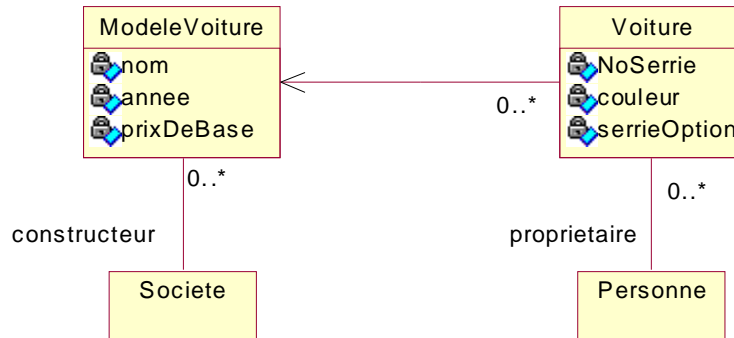 ModeleVoiture
nom
annee
prixDeBase
Voiture
NoSerrie
couleur
serrieOption
0..*
0..*
0..*
constructeur
proprietaire
Societe
Personne